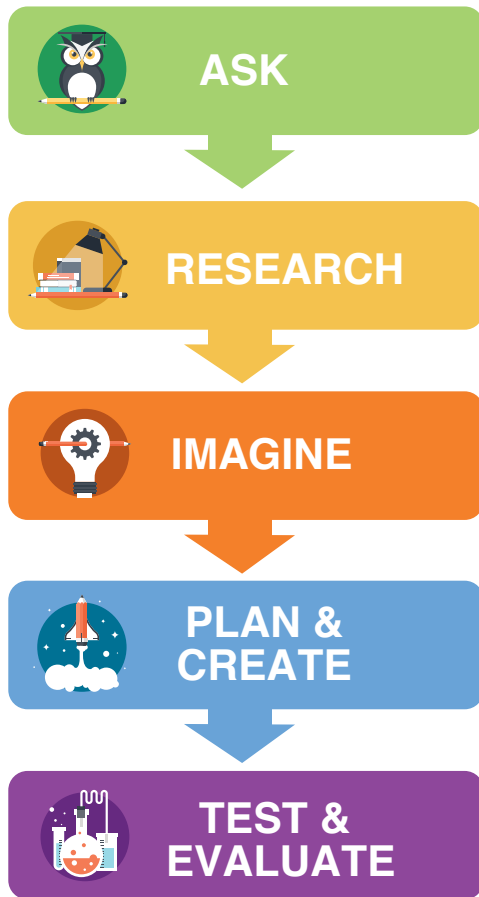 ASK
RESEARCH
IMAGINE
PLAN &
CREATE
TEST &
EVALUATE